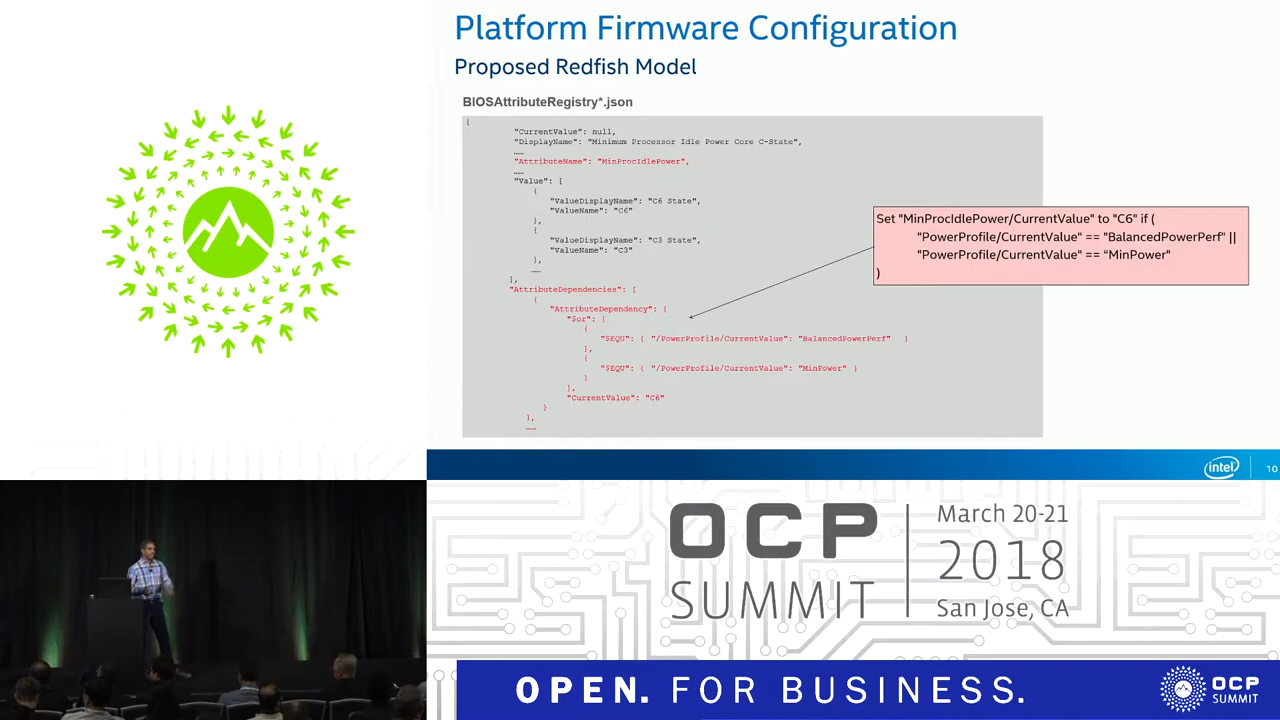 Platform Firmware Configuration
Proposed Redfish Model
BIOSAttributeRegistry*.json
{
"CurrentValue": null,
"DisplayName": "Minimum Processor Idle Power Core C-State",
……
"AttributeName": "MinProcIdlePower",
……
"Value": [
{
"ValueDisplayName": "C6 State",
"ValueName": "C6"
},
{
"ValueDisplayName": "C3 State",
"ValueName": "C3"
},
……
],
"AttributeDependencies": [
{
"AttributeDependency": {
"$or": [
{
"$EQU": { "/PowerProfile/CurrentValue": "BalancedPowerPerf" }
},
{
"$EQU": { "/PowerProfile/CurrentValue": "MinPower" }
}
],
"CurrentValue": "C6"
}
},
……
Set "MinProcIdlePower/CurrentValue" to "C6" if (
"PowerProfile/CurrentValue" == "BalancedPowerPerf" ||
"PowerProfile/CurrentValue" == "MinPower"
)
intel
10
OCP
SUMMIT
March 20-21
2018
San Jose, CA
OPEN. FOR BUSINESS.
OCP
SUMMIT